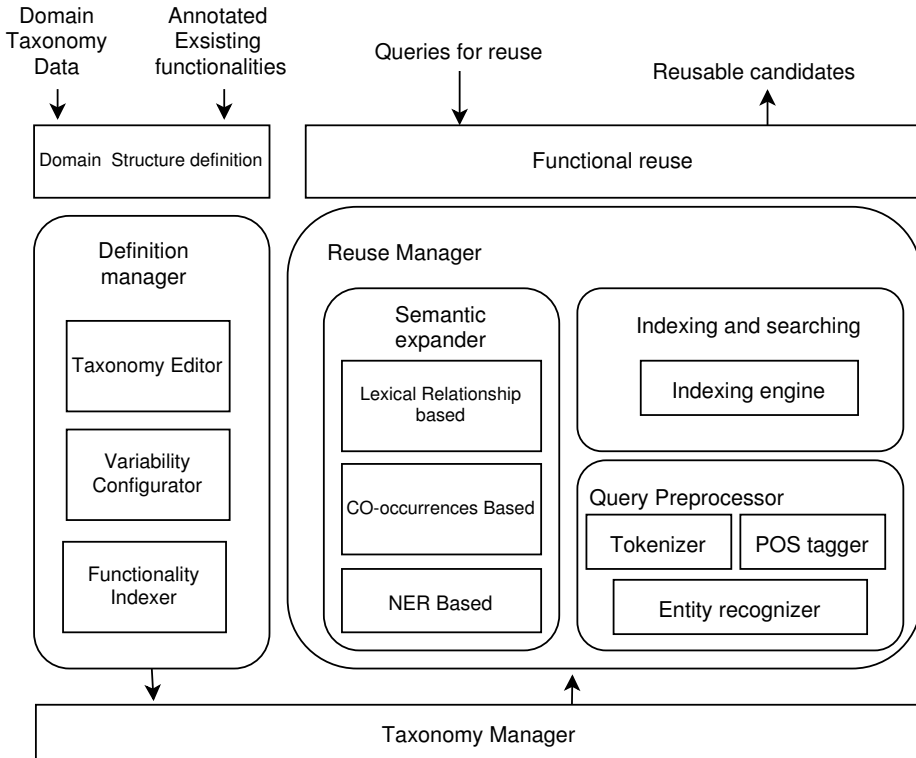 Domain
Taxonomy
Data
Annotated
Exsisting
functionalities
Queries for reuse
Reusable candidates
Domain Structure definition
Functional reuse
Definition
manager
Taxonomy Editor
Variability
Configurator
Functionality
Indexer
Reuse Manager
Semantic
expander
Lexical Relationship
based
CO-occurrences Based
NER Based
Indexing and searching
Indexing engine
Query Preprocessor
Tokenizer
POS tagger
Entity recognizer
Taxonomy Manager